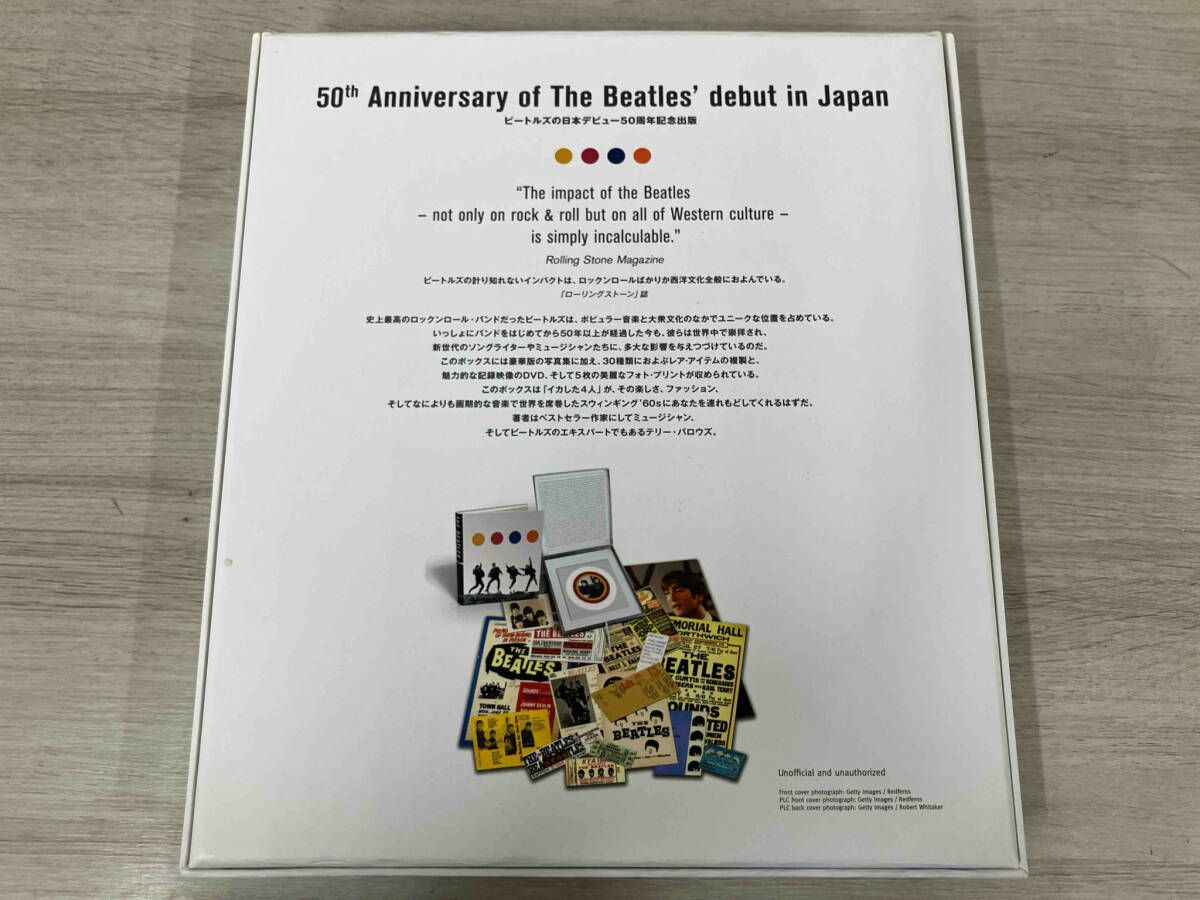 50th Anniversary of The Beatles' debut in Japan
ビートルズの日本デビュー50周年記念出版
"The impact of the Beatles
– not only on rock & roll but on all of Western culture –
is simply incalculable."
Rolling Stone Magazine
ビートルズの計り知れないインパクトは、ロックンロールばかりか西洋文化全般におよんでいる。
「ローリングストーン」誌
史上最高のロックンロール・バンドだったビートルズは、ポピュラー音楽と大衆文化のなかでユニークな位置を占めている。
いっしょにバンドをはじめてから50年以上が経過した今も、彼らは世界中で崇拝され、
新世代のソングライターやミュージシャンたちに、多大な影響を与えつづけているのだ。
このボックスには豪華版の写真集に加え、30種類におよぶレア・アイテムの複製と、
魅力的な記録映像のDVD、そして5枚の美麗なフォト・プリントが収められている。
このボックスは「イカした4人」が、その楽しさ、ファッション、
そしてなによりも画期的な音楽で世界を席巻したスウィンギング'60sにあなたを連れもどしてくれるはずだ。
著者はベストセラー作家にしてミュージシャン、
そしてビートルズのエキスパートでもあるテリー・バロウズ。
THE BEATLES
THE
BEATLES
TOWN HALL
MORIAL HALL
NORTHWICH
THE
BEATLES
KARL TERRY
OUNDS
THE
BEATLES
THE BEATLES
Unofficial and unauthorized
Front cover photograph: Getty Images / Redferns
PLC front cover photograph: Getty Images / Redferns
PLC back cover photograph: Getty Images / Robert Whitaker